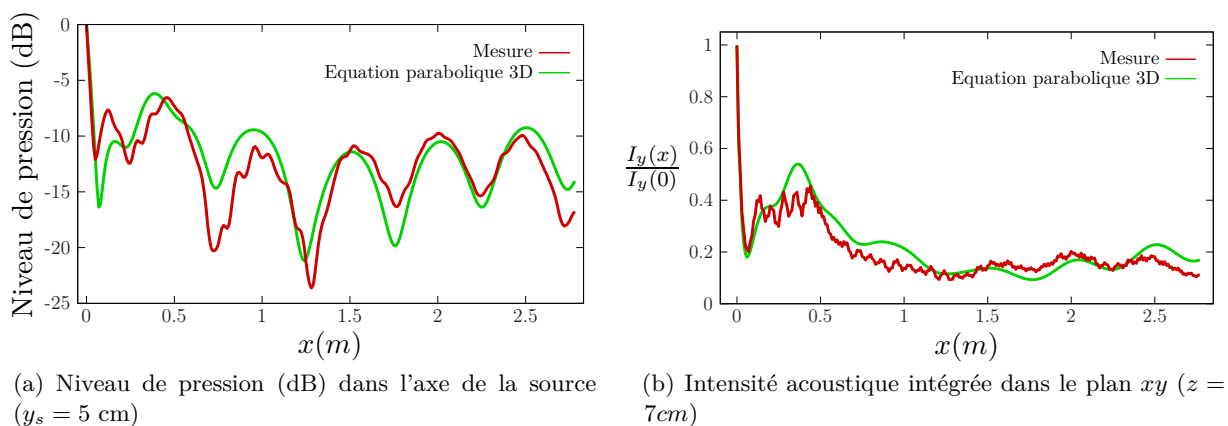 Niveau de pression (dB)
0
-5
-10
-15
-20
-25
Mesure
Equation parabolique 3D
0 0.5 1 1.5 2 2.5
x(m)
(a) Niveau de pression (dB) dans l'axe de la source
(y_s = 5 cm)
I_y(x)
I_y(0)
1
0.8
0.6
0.4
0.2
0
Mesure
Equation parabolique 3D
0 0.5 1 1.5 2 2.5
x(m)
(b) Intensité acoustique intégrée dans le plan xy (z =
7cm)